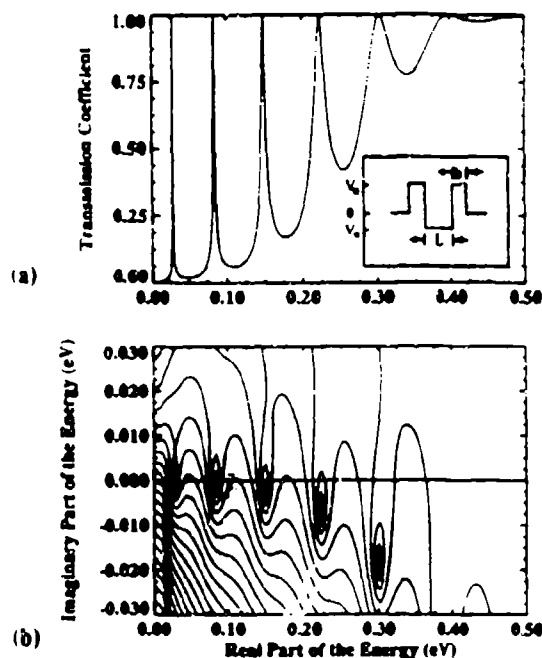 1.00
0.75
0.50
0.25
(a)
0.00 0.10 0.20 0.30 0.40 0.50
Transmission Coefficient
b
0
L
0.030
0.020
0.010
0.000
-0.010
-0.020
-0.030
Imaginary Part of the Energy (eV)
(b)
0.00 0.10 0.20 0.30 0.40 0.50
Real Part of the Energy (eV)